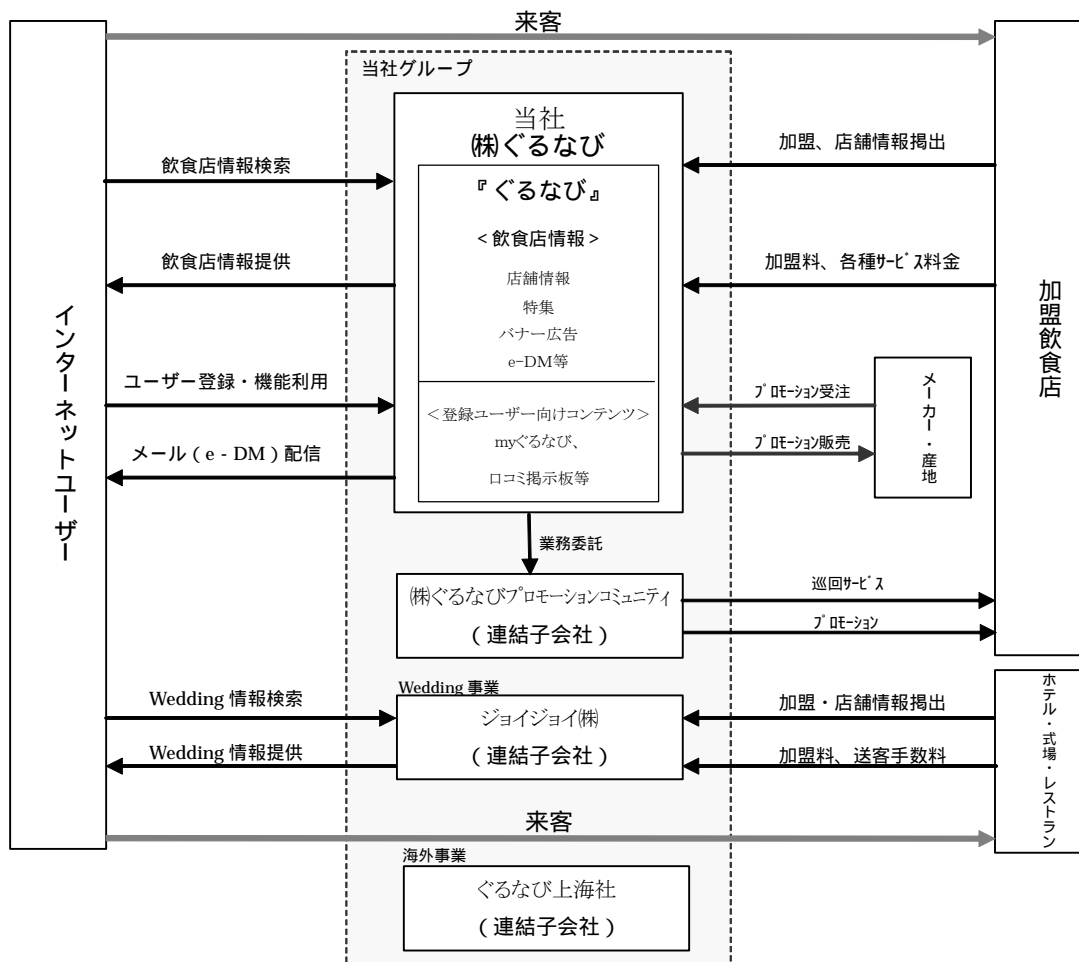 来客
当社グループ
当社
㈱ぐるなび
『ぐるなび』
<飲食店情報>
店舗情報
特集
バナー広告
e-DM等
<登録ユーザー向けコンテンツ>
myぐるなび、
口コミ掲示板等
飲食店情報検索
飲食店情報提供
ユーザー登録・機能利用
メール(e-DM)配信
インターネットユーザー
加盟、店舗情報掲出
加盟料、各種ｻｰﾋﾞｽ料金
ﾌﾟﾛﾓｰｼｮﾝ受注
ﾌﾟﾛﾓｰｼｮﾝ販売
メーカー・産地
加盟飲食店
業務委託
㈱ぐるなびプロモーションコミュニティ
(連結子会社)
巡回ｻｰﾋﾞｽ
ﾌﾟﾛﾓｰｼｮﾝ
Wedding 事業
ジョイジョイ㈱
(連結子会社)
Wedding 情報検索
Wedding 情報提供
加盟・店舗情報掲出
加盟料、送客手数料
ホテル・式場・レストラン
来客
海外事業
ぐるなび上海社
(連結子会社)